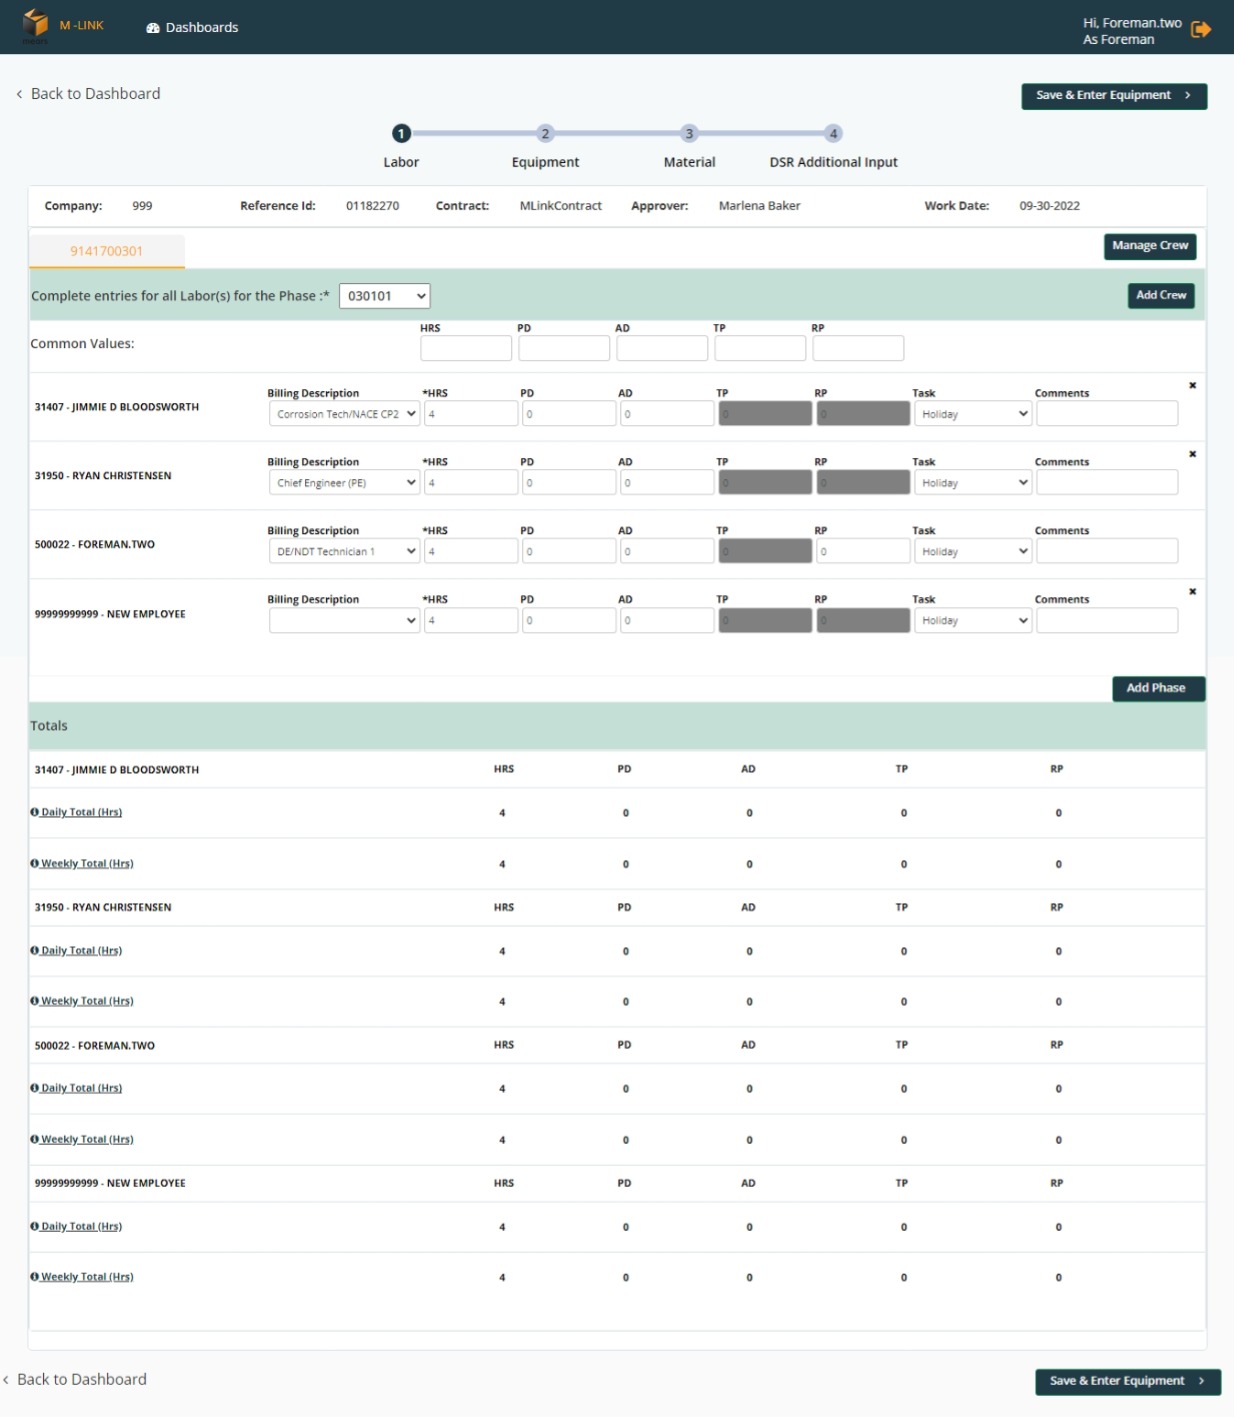 M -LINK Dashboards Hi, Foreman.two
As Foreman
mears
< Back to Dashboard Save & Enter Equipment >
1 2 3 4
Labor Equipment Material DSR Additional Input
Company: 999 Reference Id: 01182270 Contract: MLinkContract Approver: Marlena Baker Work Date: 09-30-2022
9141700301 Manage Crew
Complete entries for all Labor(s) for the Phase :* 030101 Add Crew
HRS PD AD TP RP
Common Values:
Billing Description *HRS PD AD TP RP Task Comments
31407 - JIMMIE D BLOODSWORTH Corrosion Tech/NACE CP2 4 0 0 0 0 Holiday
Billing Description *HRS PD AD TP RP Task Comments
31950 - RYAN CHRISTENSEN Chief Engineer (PE) 4 0 0 0 0 Holiday
Billing Description *HRS PD AD TP RP Task Comments
500022 - FOREMAN.TWO DE/NDT Technician 1 4 0 0 0 0 Holiday
Billing Description *HRS PD AD TP RP Task Comments
99999999999 - NEW EMPLOYEE 4 0 0 0 0 Holiday
Add Phase
Totals
31407 - JIMMIE D BLOODSWORTH HRS PD AD TP RP
Daily Total (Hrs) 4 0 0 0 0
Weekly Total (Hrs) 4 0 0 0 0
31950 - RYAN CHRISTENSEN HRS PD AD TP RP
Daily Total (Hrs) 4 0 0 0 0
Weekly Total (Hrs) 4 0 0 0 0
500022 - FOREMAN.TWO HRS PD AD TP RP
Daily Total (Hrs) 4 0 0 0 0
Weekly Total (Hrs) 4 0 0 0 0
99999999999 - NEW EMPLOYEE HRS PD AD TP RP
Daily Total (Hrs) 4 0 0 0 0
Weekly Total (Hrs) 4 0 0 0 0
< Back to Dashboard Save & Enter Equipment >